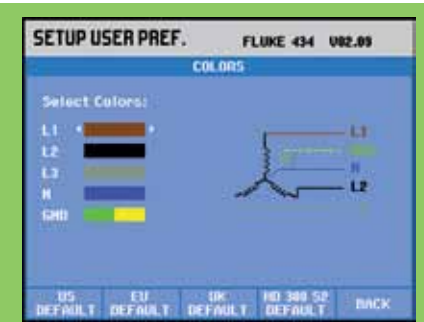 SETUP USER PREF. FLUKE 434 V02.09
COLORS
Select Colors:
L1
L2
L3
N
GND
L1
N
L2
US DEFAULT
EU DEFAULT
UK DEFAULT
HD 308 S2 DEFAULT
BACK